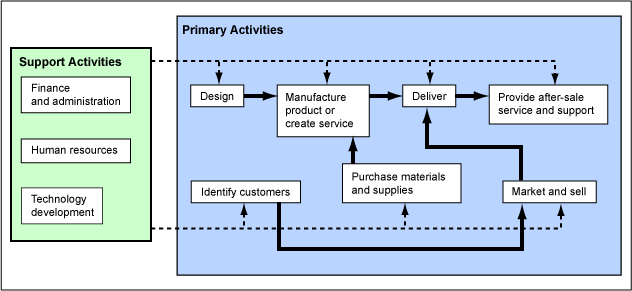 Primary Activities
Support Activities
Finance
and administration
Human resources
Technology
development
Design
Manufacture
product or
create service
Deliver
Provide after-sale
service and support
Identify customers
Purchase materials
and supplies
Market and sell